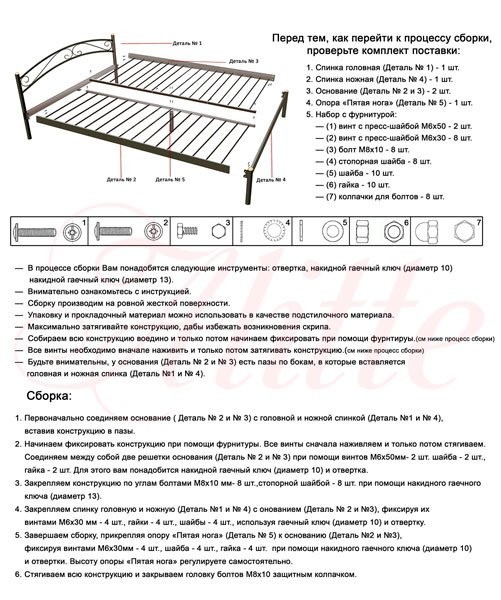 Деталь № 1
Деталь № 3
Деталь № 2
Деталь № 5
Деталь № 4
Перед тем, как перейти к процессу сборки,
проверьте комплект поставки:
1. Спинка головная (Деталь № 1) - 1 шт.
2. Спинка ножная (Деталь № 4) - 1 шт.
3. Основание (Деталь № 2 и 3) - 2 шт.
4. Опора «Пятая нога» (Деталь № 5) - 1 шт.
5. Набор с фурнитурой:
— (1) винт с пресс-шайбой М6х50 - 2 шт.
— (2) винт с пресс-шайбой М6х30 - 8 шт.
— (3) болт М8х10 - 8 шт.
— (4) стопорная шайба - 8 шт.
— (5) шайба - 10 шт.
— (6) гайка - 10 шт.
— (7) колпачки для болтов - 8 шт.
1 2 3 4 5 6 7
Mitte
— В процессе сборки Вам понадобятся следующие инструменты: отвертка, накидной гаечный ключ (диаметр 10)
накидной гаечный ключ (диаметр 13).
— Внимательно ознакомьтесь с инструкцией.
— Сборку производим на ровной жесткой поверхности.
— Упаковку и прокладочный материал можно использовать в качестве подстилочного материала.
— Максимально затягивайте конструкцию, дабы избежать возникновения скрипа.
— Собираем всю конструкцию воедино и только потом начинаем фиксировать при помощи фурнтируы.(см ниже процесс сборки)
— Все винты необходимо вначале наживить и только потом затягивать конструкцию.(см ниже процесс сборки)
— Будьте внимательны, у основания (Деталь № 2 и № 3) есть пазы по бокам, в которые вставляется
головная и ножная спинка (Деталь №1 и № 4).
Сборка:
1. Первоначально соединяем основание ( Деталь № 2 и № 3) с головной и ножной спинкой (Деталь №1 и № 4),
вставив конструкцию в пазы.
2. Начинаем фиксировать конструкцию при помощи фурнитуры. Все винты сначала наживляем и только потом стягиваем.
Соединяем между собой две решетки основания (Деталь № 2 и № 3) при помощи винтов М6х50мм- 2 шт. шайба - 2 шт.,
гайка - 2 шт. Для этого вам понадобится накидной гаечный ключ (диаметр 10) и отвертка.
3. Закрепляем конструкцию по углам болтами М8х10 мм- 8 шт.,стопорной шайбой - 8 шт. при помощи накидного гаечного
ключа (диаметр 13).
4. Закрепляем спинку головную и ножную (Деталь №1 и № 4) с онованием (Деталь № 2 и №3), фиксируя их
винтами М6х30 мм - 4 шт., гайки - 4 шт., шайбы - 4 шт., используя гаечный ключ (диаметр 10) и отвертку.
5. Завершаем сборку, прикрепляя опору «Пятая нога» (Деталь № 5) к основанию (Деталь №2 и №3),
фиксируя винтами М6х30мм - 4 шт., шайба - 4 шт., гайка - 4 шт. при помощи накидного гаечного ключа (диаметр 10)
и отвертки. Высоту опоры «Пятая нога» регулируете самостоятельно.
6. Стягиваем всю конструкцию и закрываем головку болтов М8х10 защитным колпачком.